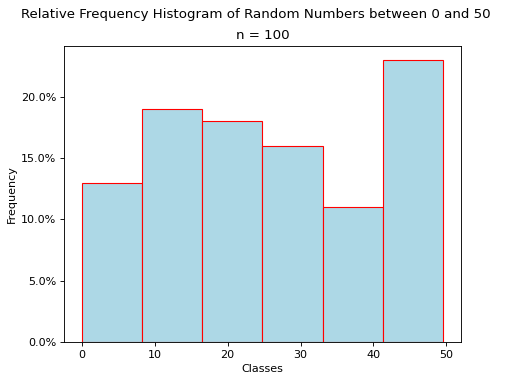 Relative Frequency Histogram of Random Numbers between 0 and 50
n = 100
20.0%
15.0%
10.0%
5.0%
0.0%
Frequency
0 10 20 30 40 50
Classes